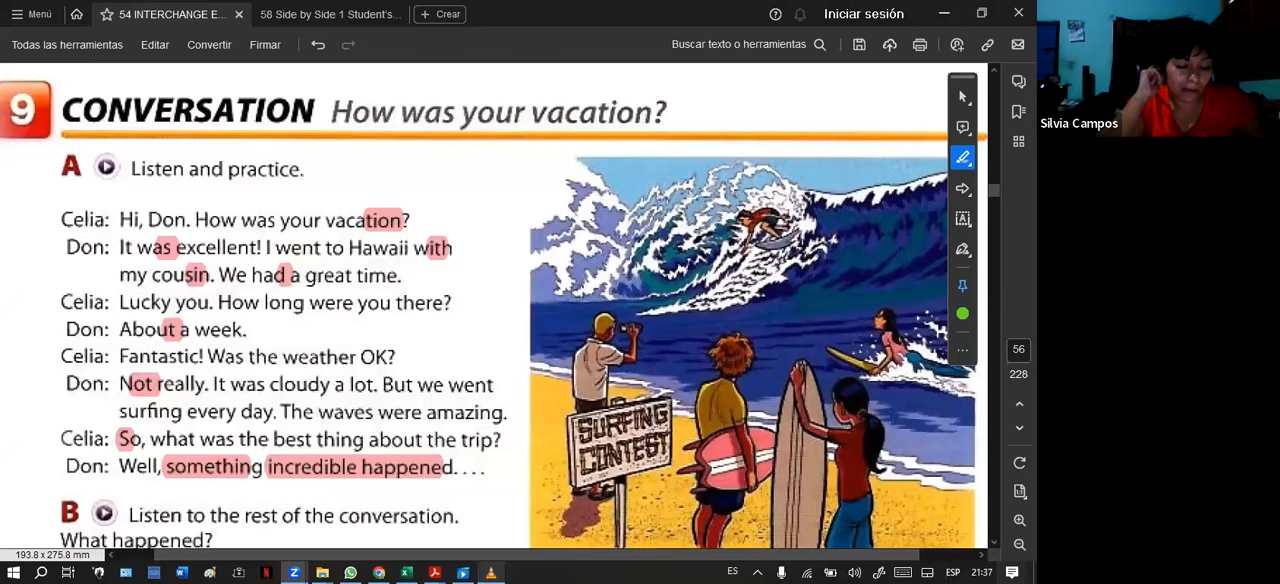 Menú
54 INTERCHANGE E...
58 Side by Side 1 Student's...
Crear
Iniciar sesión
Todas las herramientas
Editar
Convertir
Firmar
Buscar texto o herramientas
9 CONVERSATION How was your vacation?
A Listen and practice.
Celia: Hi, Don. How was your vacation?
Don: It was excellent! I went to Hawaii with
my cousin. We had a great time.
Celia: Lucky you. How long were you there?
Don: About a week.
Celia: Fantastic! Was the weather OK?
Don: Not really. It was cloudy a lot. But we went
surfing every day. The waves were amazing.
Celia: So, what was the best thing about the trip?
Don: Well, something incredible happened. . . .
B Listen to the rest of the conversation.
What happened?
SURFING
CONTEST
56
228
193.8 x 275.8 mm
ES
ESP
21:37
Silvia Campos